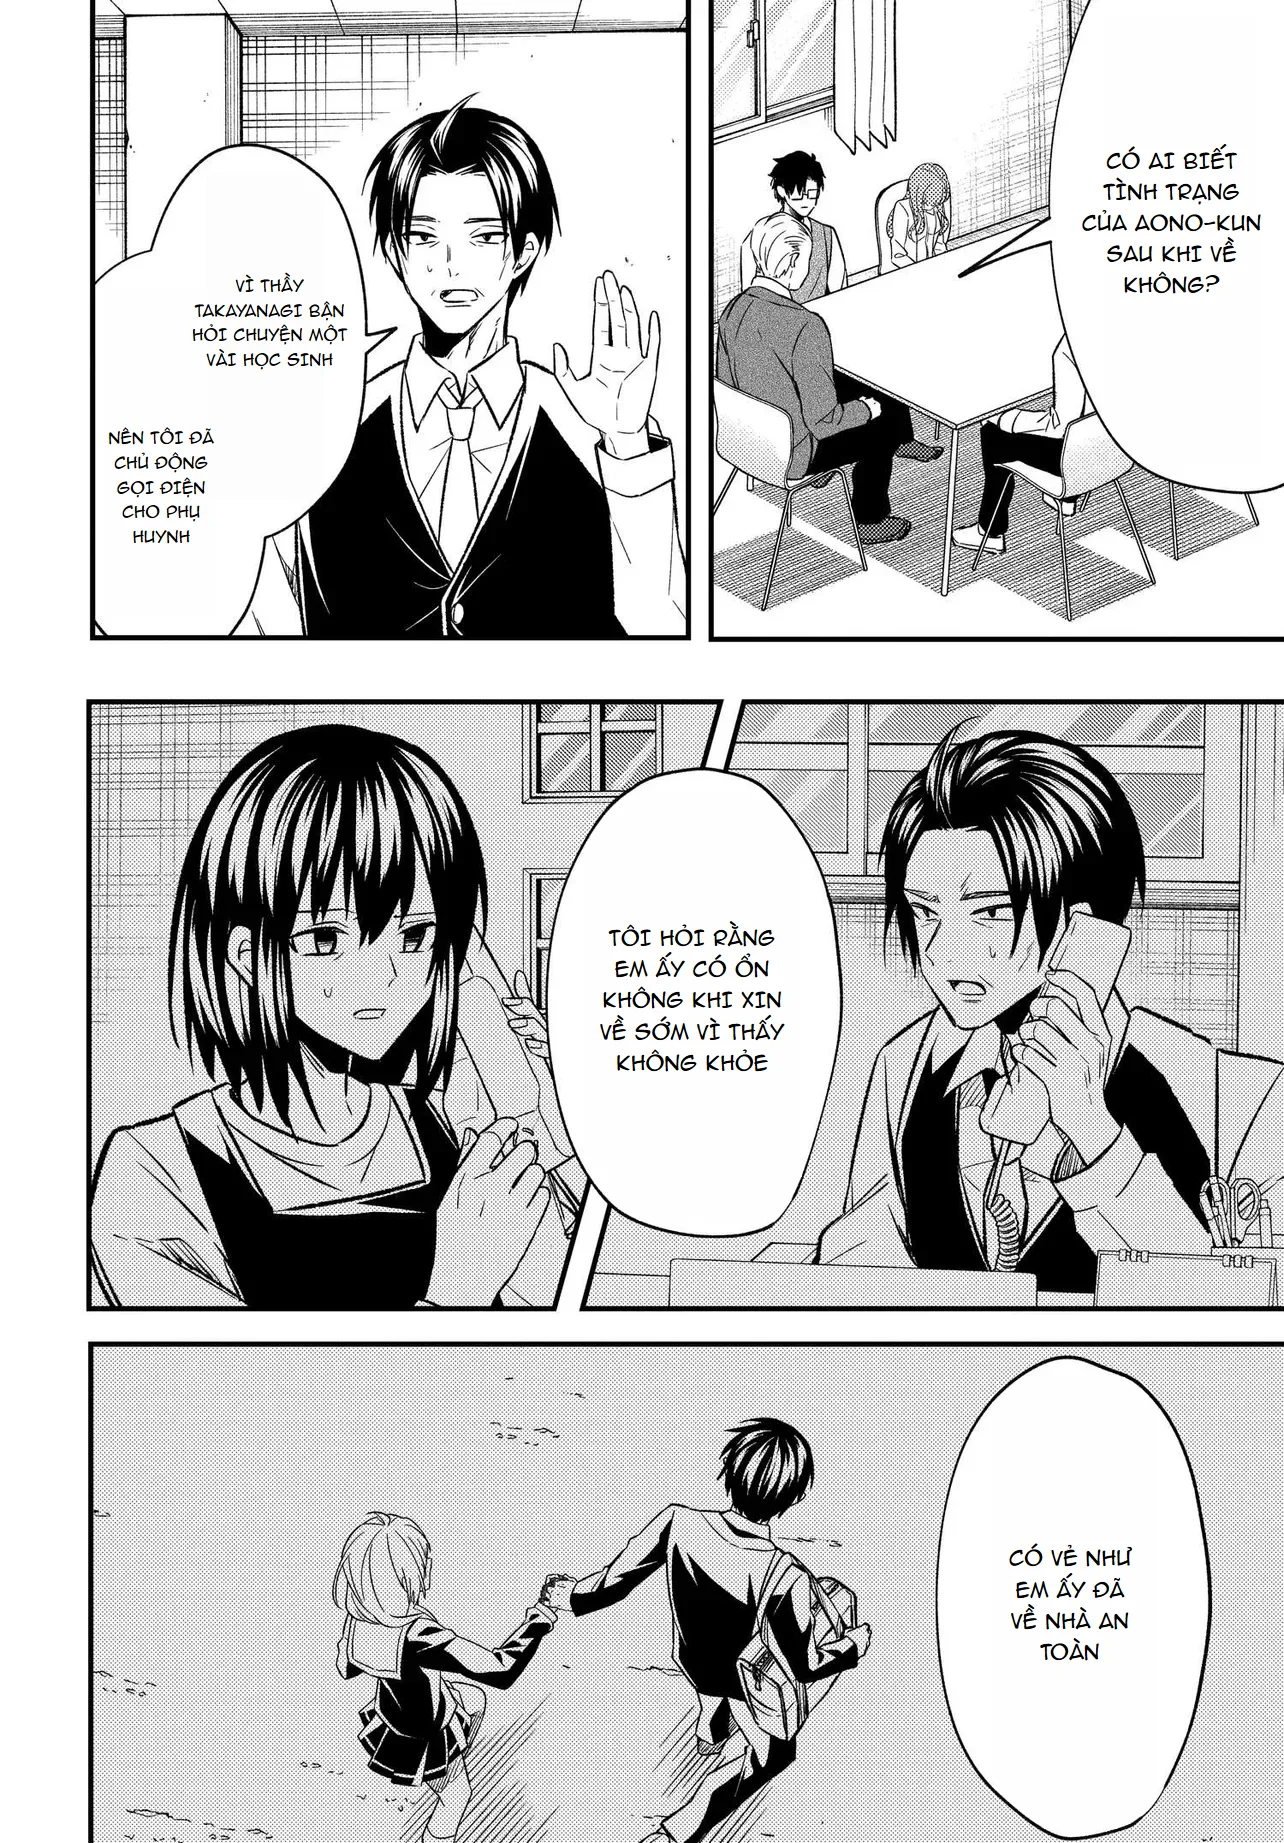 CÓ AI BIẾT
TÌNH TRẠNG
CỦA AONO-KUN
SAU KHI VỀ
KHÔNG?
VÌ THẦY
TAKAYANAGI BẬN
HỎI CHUYỆN MỘT
VÀI HỌC SINH
NÊN TÔI ĐÃ
CHỦ ĐỘNG
GỌI ĐIỆN
CHO PHỤ
HUYNH
TÔI HỎI RẰNG
EM ẤY CÓ ỔN
KHÔNG KHI XIN
VỀ SỚM VÌ THẤY
KHÔNG KHỎE
CÓ VẺ NHƯ
EM ẤY ĐÃ
VỀ NHÀ AN
TOÀN